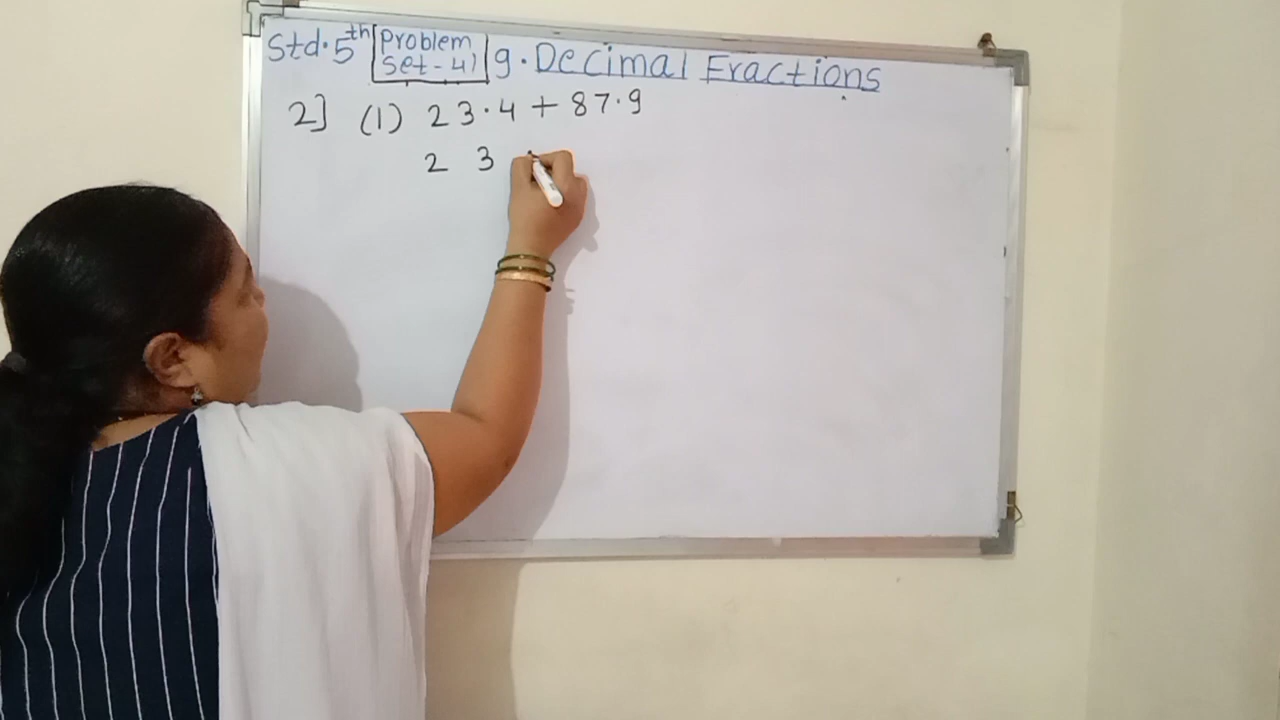 Std. 5th Problem Set-41 9. Decimal Fractions
2] (1) 23.4 + 87.9
2 3